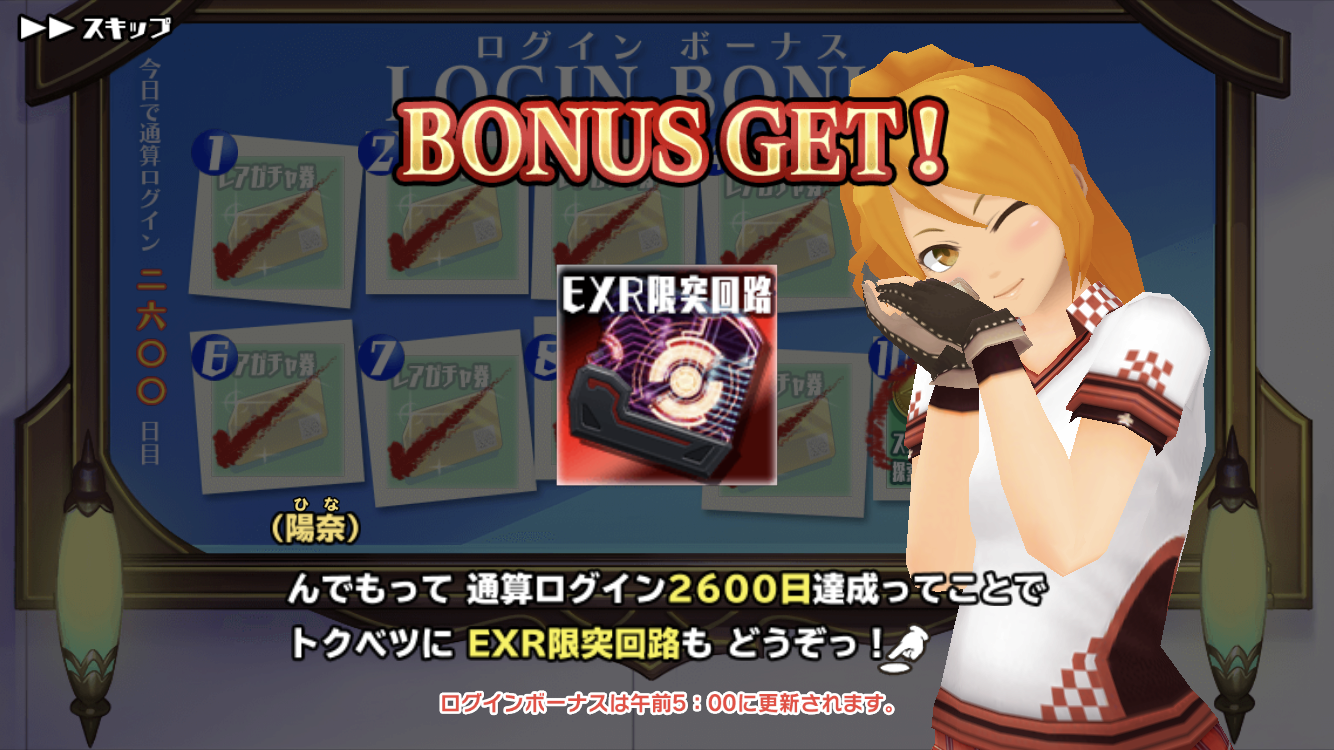 スキップ
ログイン ボーナス
LOGIN BONU
BONUS GET!
今日で通算ログイン 二六〇〇 日目
1
レアガチャ券
2
レアガチャ券
6
レアガチャ券
7
レアガチャ券
8
EXR限突回路
(陽奈)
ひな
んでもって 通算ログイン2600日達成ってことで
トクベツに EXR限突回路も どうぞっ!
ログインボーナスは午前5:00に更新されます。